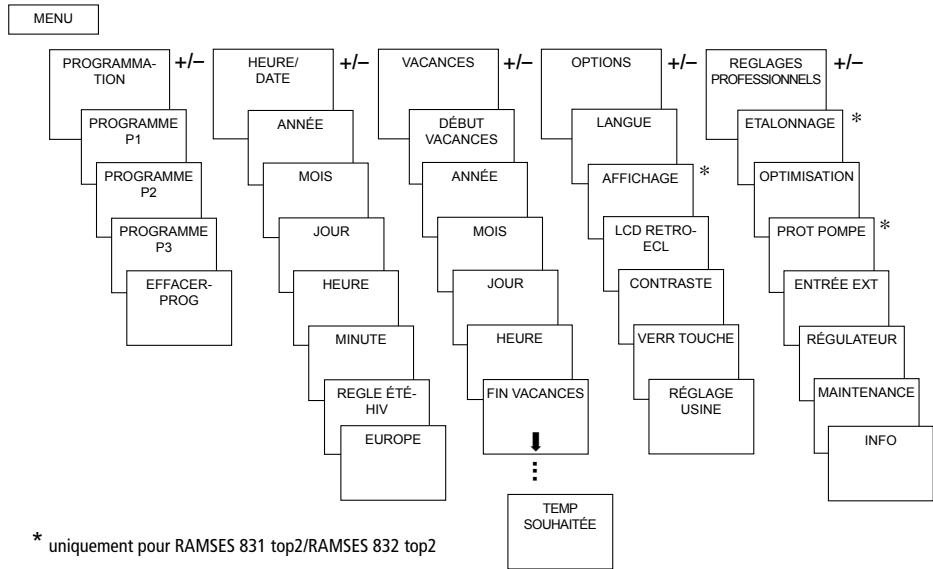 MENU
PROGRAMMA-
TION
+/–
HEURE/
DATE
+/–
VACANCES
+/–
OPTIONS
+/–
REGLAGES
PROFESSIONNELS
+/–
PROGRAMME
P1
PROGRAMME
P2
PROGRAMME
P3
EFFACER-
PROG
ANNÉE
MOIS
JOUR
HEURE
MINUTE
REGLE ÉTÉ-
HIV
EUROPE
DÉBUT
VACANCES
ANNÉE
MOIS
JOUR
HEURE
FIN VACANCES
TEMP
SOUHAITÉE
LANGUE
AFFICHAGE *
LCD RETRO-
ECL
CONTRASTE
VERR TOUCHE
RÉGLAGE
USINE
ETALONNAGE *
OPTIMISATION
PROT POMPE *
ENTRÉE EXT
RÉGULATEUR
MAINTENANCE
INFO
* uniquement pour RAMSES 831 top2/RAMSES 832 top2